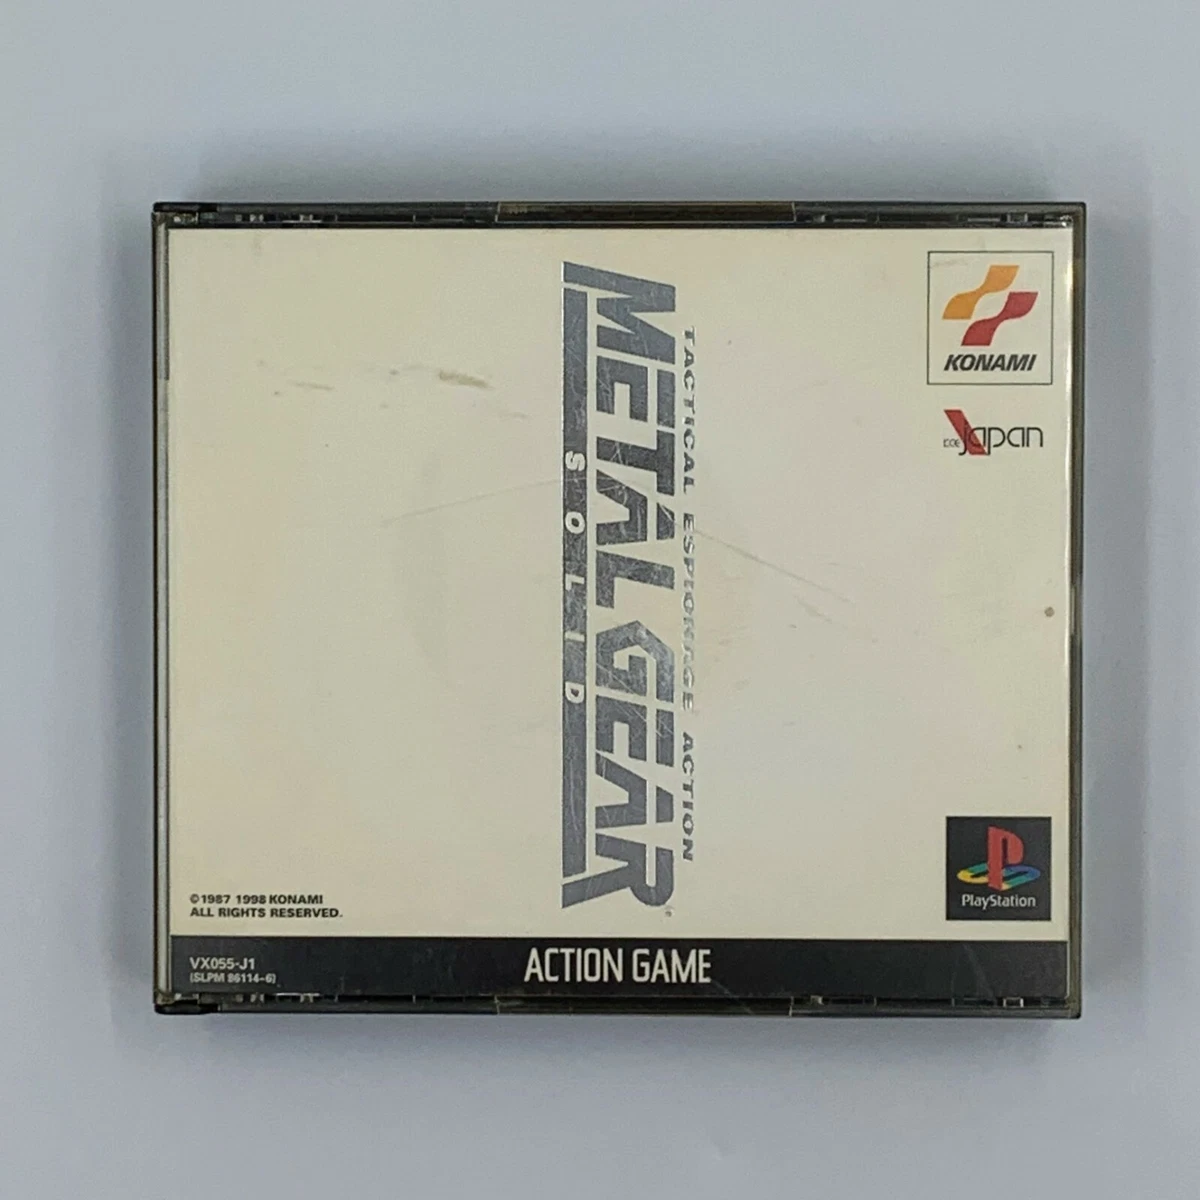 TACTICAL ESPIONAGE ACTION
METAL GEAR
SOLID
KONAMI
KCE Japan
PlayStation
©1987 1998 KONAMI
ALL RIGHTS RESERVED.
VX055-J1
(SLPM 86114~6)
ACTION GAME